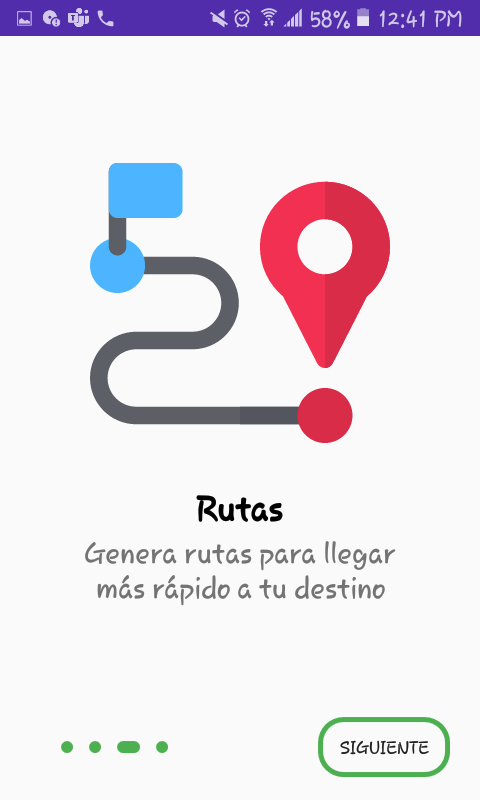 58% 12:41 PM
Rutas
Genera rutas para llegar
más rápido a tu destino
SIGUIENTE